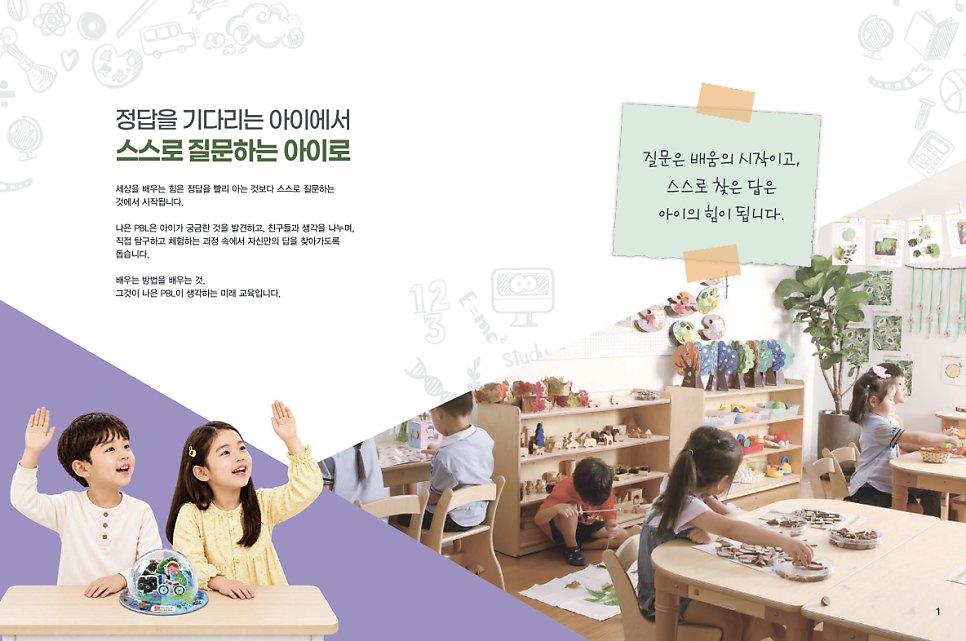 정답을 기다리는 아이에서
스스로 질문하는 아이로
세상을 배우는 힘은 정답을 빨리 아는 것보다 스스로 질문하는
것에서 시작됩니다.
나은 PBL은 아이가 궁금한 것을 발견하고, 친구들과 생각을 나누며,
직접 탐구하고 체험하는 과정 속에서 자신만의 답을 찾아가도록
돕습니다.
배우는 방법을 배우는 것.
그것이 나은 PBL이 생각하는 미래 교육입니다.
질문은 배움의 시작이고,
스스로 찾은 답은
아이의 힘이 됩니다.
123
E=mc²
Study
1